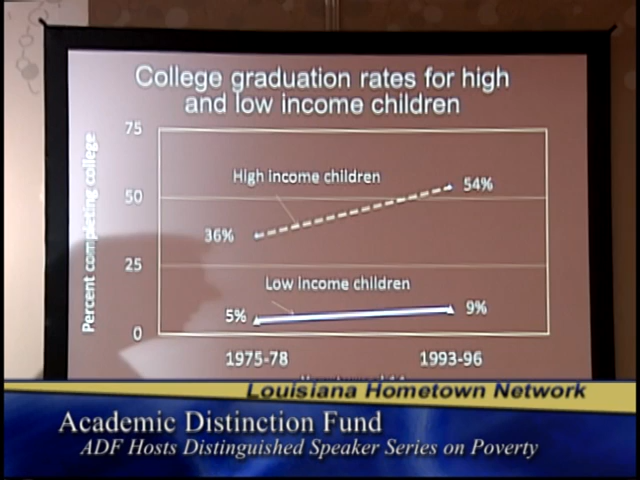 College graduation rates for high
and low income children
Percent completing college
75
50
25
0
High income children
54%
36%
Low income children
5%
9%
1975-78
1993-96
Louisiana Hometown Network
Academic Distinction Fund
ADF Hosts Distinguished Speaker Series on Poverty